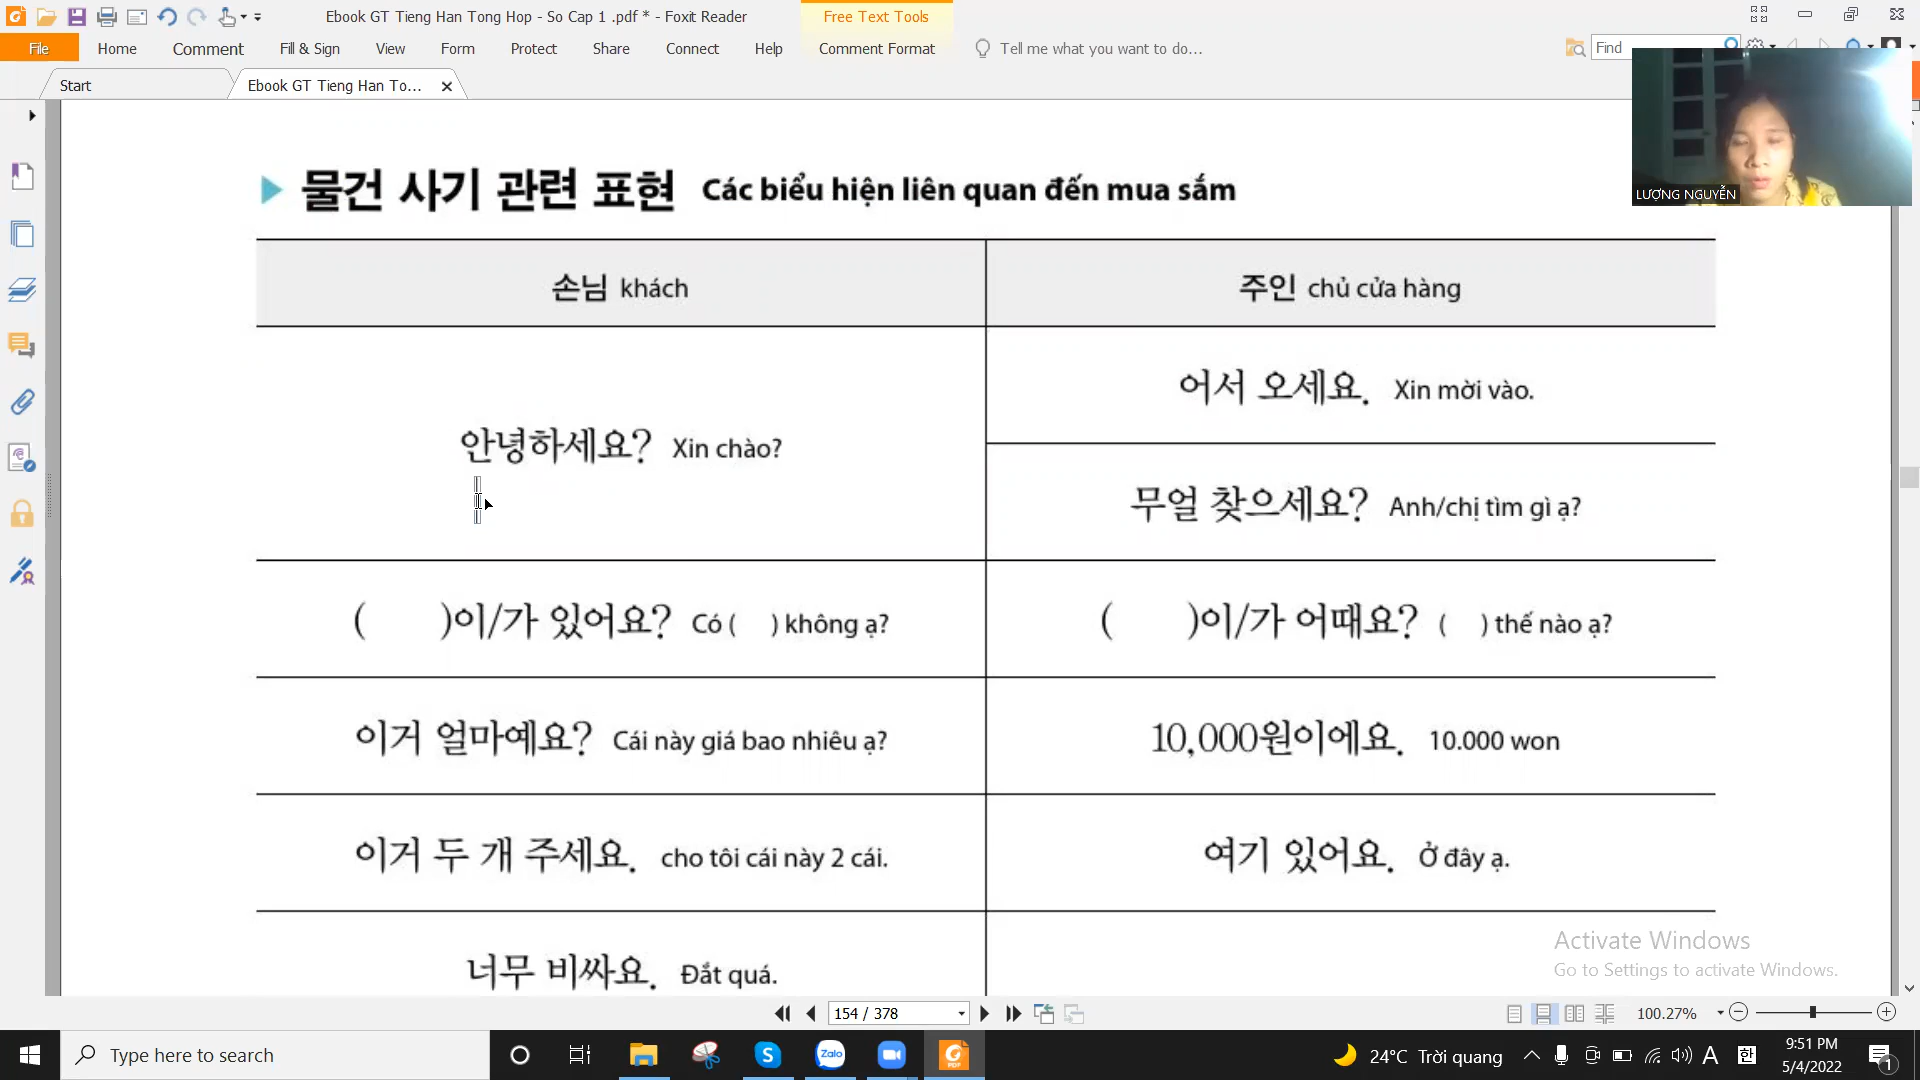 Ebook GT Tieng Han Tong Hop - So Cap 1 .pdf * - Foxit Reader
Free Text Tools
File Home Comment Fill & Sign View Form Protect Share Connect Help Comment Format Tell me what you want to do... Find
Start Ebook GT Tieng Han To...
LƯỢNG NGUYỄN
물건 사기 관련 표현 Các biểu hiện liên quan đến mua sắm
손님 khách 주인 chủ cửa hàng
어서 오세요. Xin mời vào.
안녕하세요? Xin chào?
무얼 찾으세요? Anh/chị tìm gì ạ?
( )이/가 있어요? Có ( ) không ạ? ( )이/가 어때요? ( ) thế nào ạ?
이거 얼마예요? Cái này giá bao nhiêu ạ? 10,000원이에요. 10.000 won
이거 두 개 주세요. cho tôi cái này 2 cái. 여기 있어요. Ở đây ạ.
너무 비싸요. Đắt quá.
Activate Windows
Go to Settings to activate Windows.
154 / 378 100.27%
Type here to search Zalo PDF 24°C Trời quang A 한 9:51 PM
5/4/2022 1